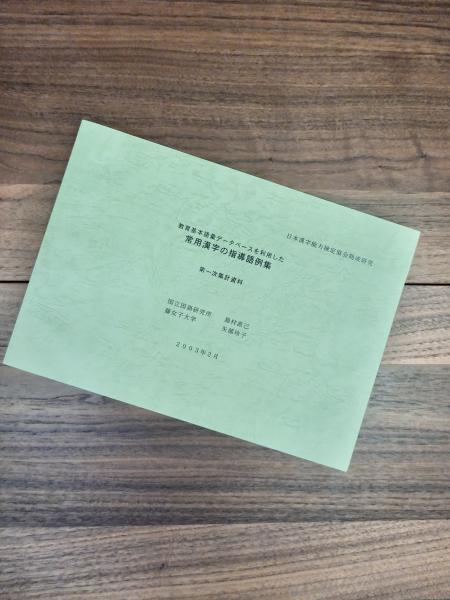 日本漢字能力検定協会助成研究
教育基本語彙データベースを利用した
常用漢字の指導語例集
第一次集計資料
国立国語研究所 島村直己
藤女子大学 矢部玲子
2003年2月